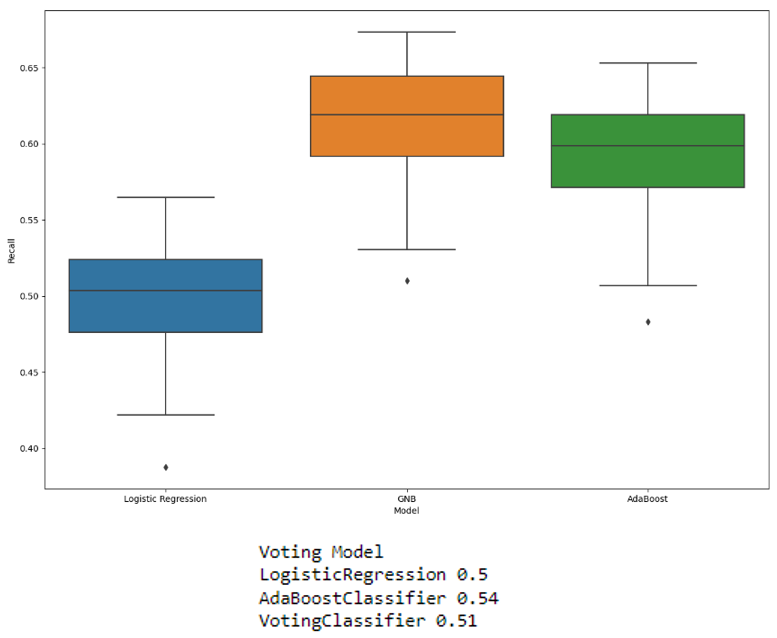 0.65
0.60
0.55
0.50
0.45
0.40
Recall
Logistic Regression GNB AdaBoost
Model
Voting Model
LogisticRegression 0.5
AdaBoostClassifier 0.54
VotingClassifier 0.51